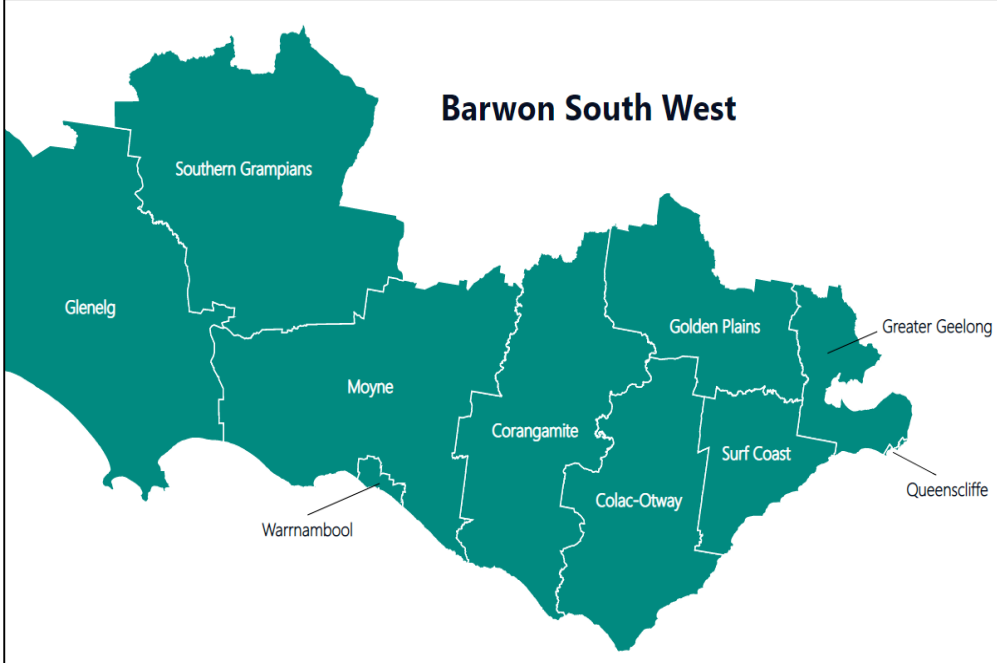 Barwon South West
Southern Grampians
Glenelg
Golden Plains
Greater Geelong
Moyne
Corangamite
Surf Coast
Queenscliffe
Colac-Otway
Warrnambool